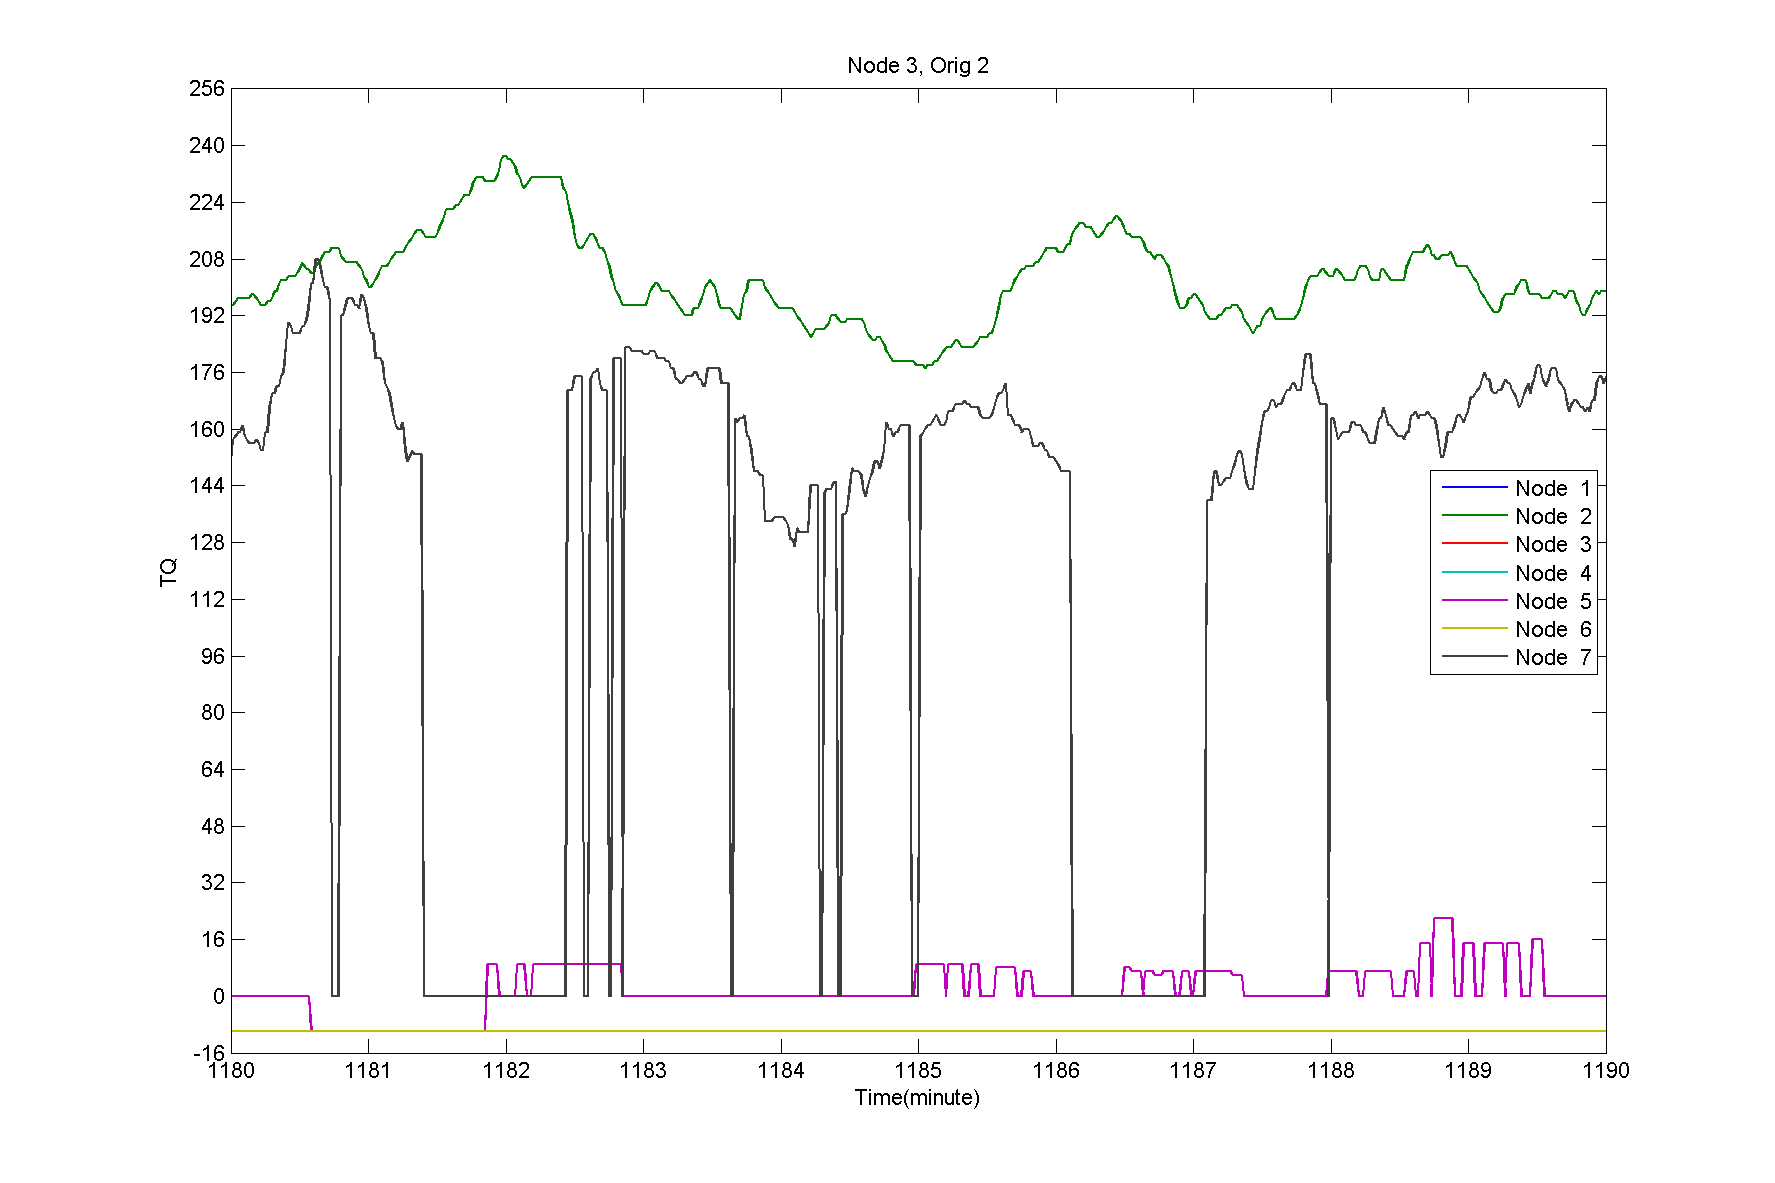 Node 3, Orig 2
256
240
224
208
192
176
160
144
128
112
96
80
64
48
32
16
0
-16
TQ
Node 1
Node 2
Node 3
Node 4
Node 5
Node 6
Node 7
1180 1181 1182 1183 1184 1185 1186 1187 1188 1189 1190
Time(minute)